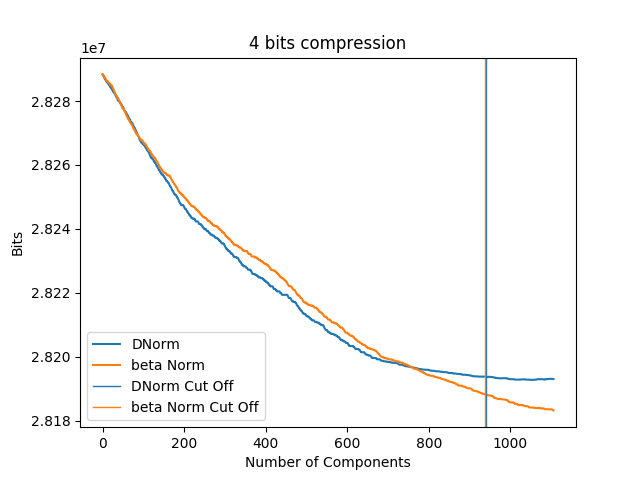 4 bits compression
1e7
2.828
2.826
2.824
2.822
2.820
2.818
Bits
DNorm
beta Norm
DNorm Cut Off
beta Norm Cut Off
0 200 400 600 800 1000
Number of Components